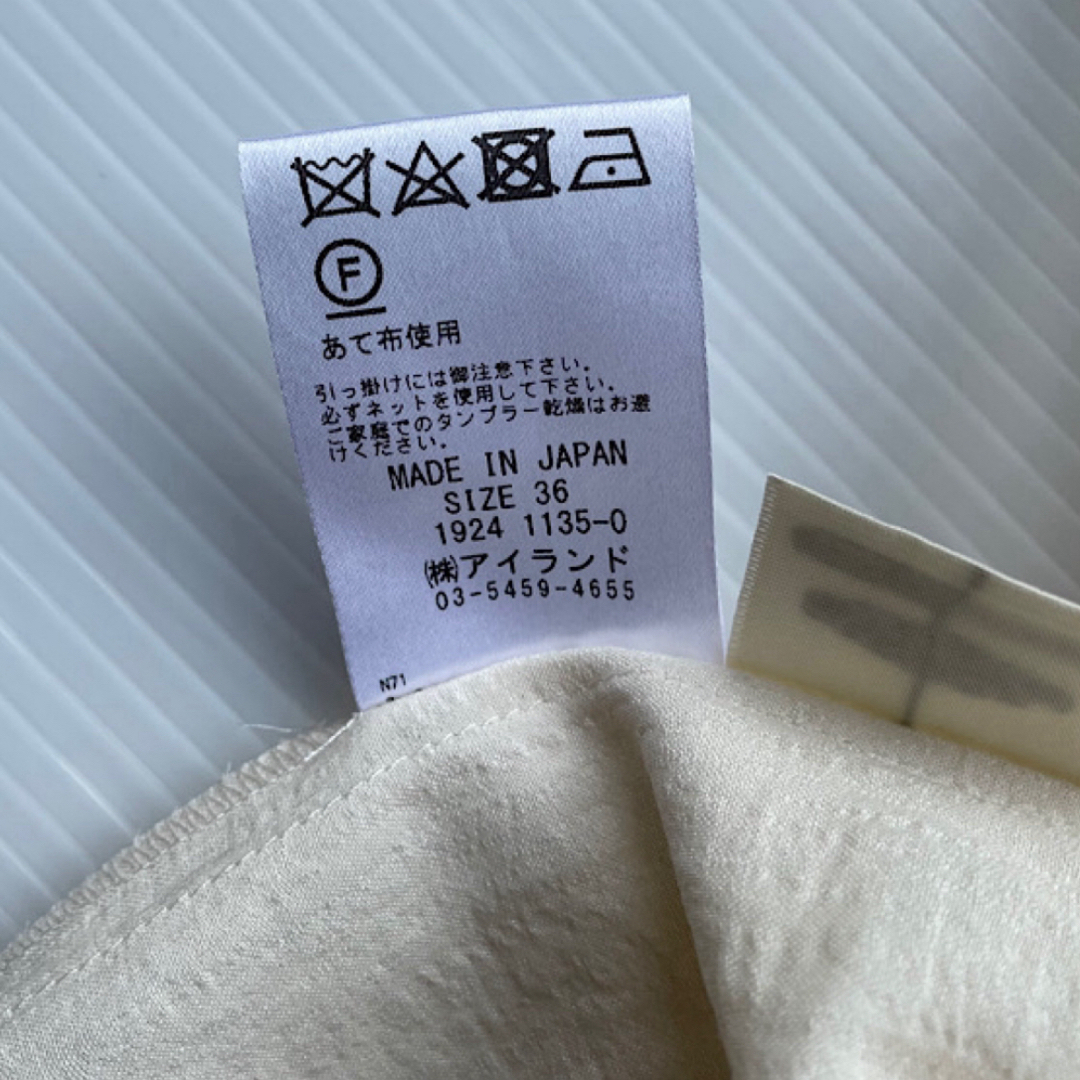 F
あて布使用
引っ掛けには御注意下さい。
必ずネットを使用して下さい。
ご家庭でのタンブラー乾燥はお避
けください。
MADE IN JAPAN
SIZE 36
1924 1135-0
㈱アイランド
03-5459-4655
N71